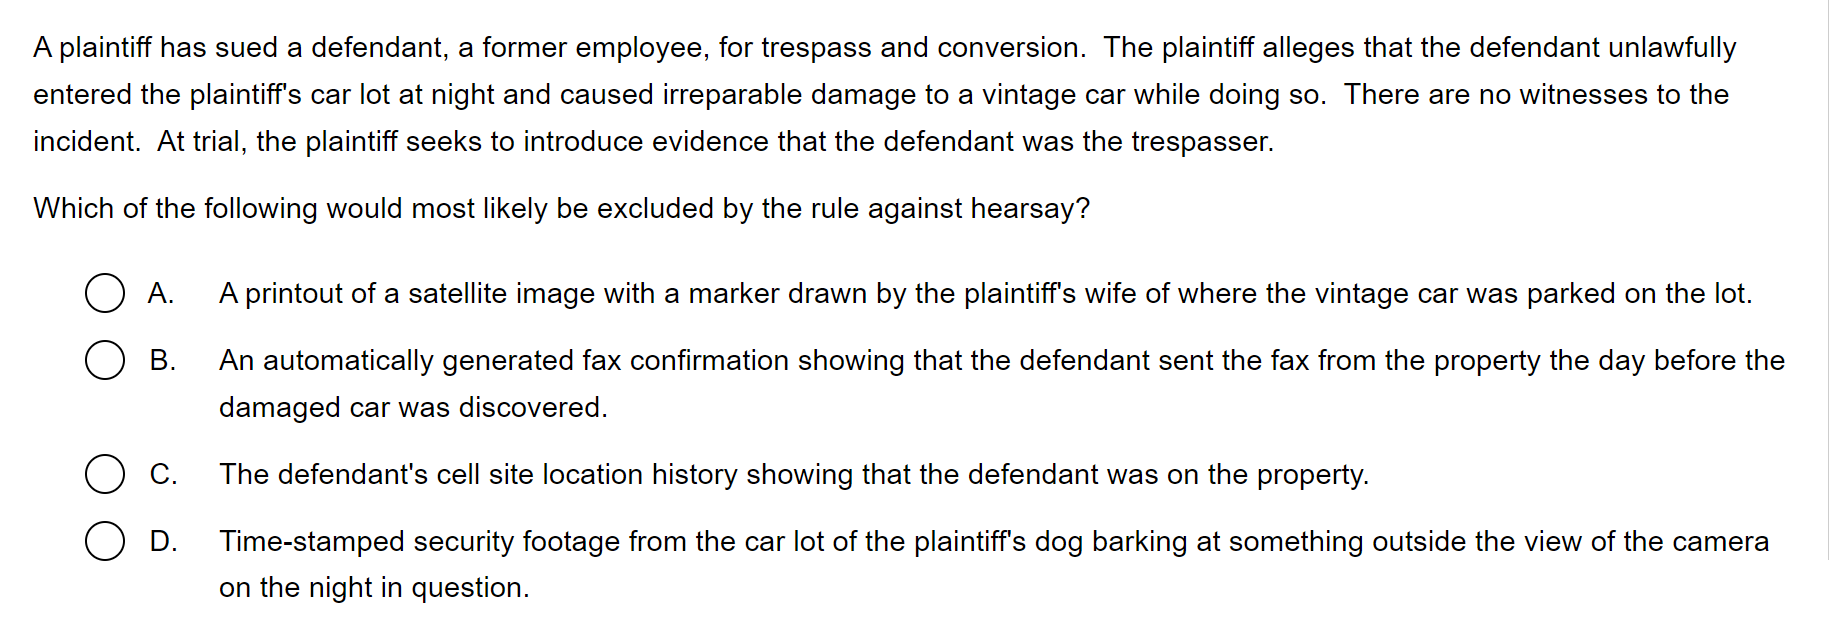 A plaintiff has sued a defendant, a former employee, for trespass and conversion.  The plaintiff alleges that the defendant unlawfully
entered the plaintiff's car lot at night and caused irreparable damage to a vintage car while doing so.  There are no witnesses to the
incident.  At trial, the plaintiff seeks to introduce evidence that the defendant was the trespasser.
Which of the following would most likely be excluded by the rule against hearsay?
A. A printout of a satellite image with a marker drawn by the plaintiff's wife of where the vintage car was parked on the lot.
B. An automatically generated fax confirmation showing that the defendant sent the fax from the property the day before the
damaged car was discovered.
C. The defendant's cell site location history showing that the defendant was on the property.
D. Time-stamped security footage from the car lot of the plaintiff's dog barking at something outside the view of the camera
on the night in question.